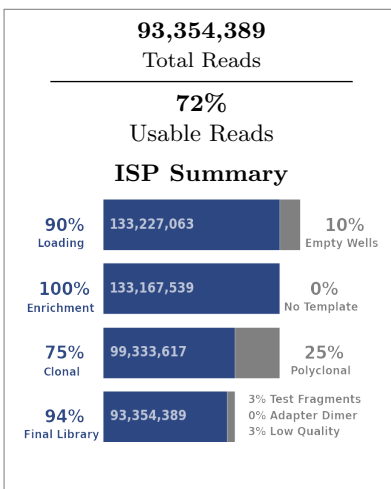 93,354,389
Total Reads
72%
Usable Reads
ISP Summary
90% 133,227,063 10%
Loading Empty Wells
100% 133,167,539 0%
Enrichment No Template
75% 99,333,617 25%
Clonal Polyclonal
94% 93,354,389 3% Test Fragments
0% Adapter Dimer
Final Library 3% Low Quality